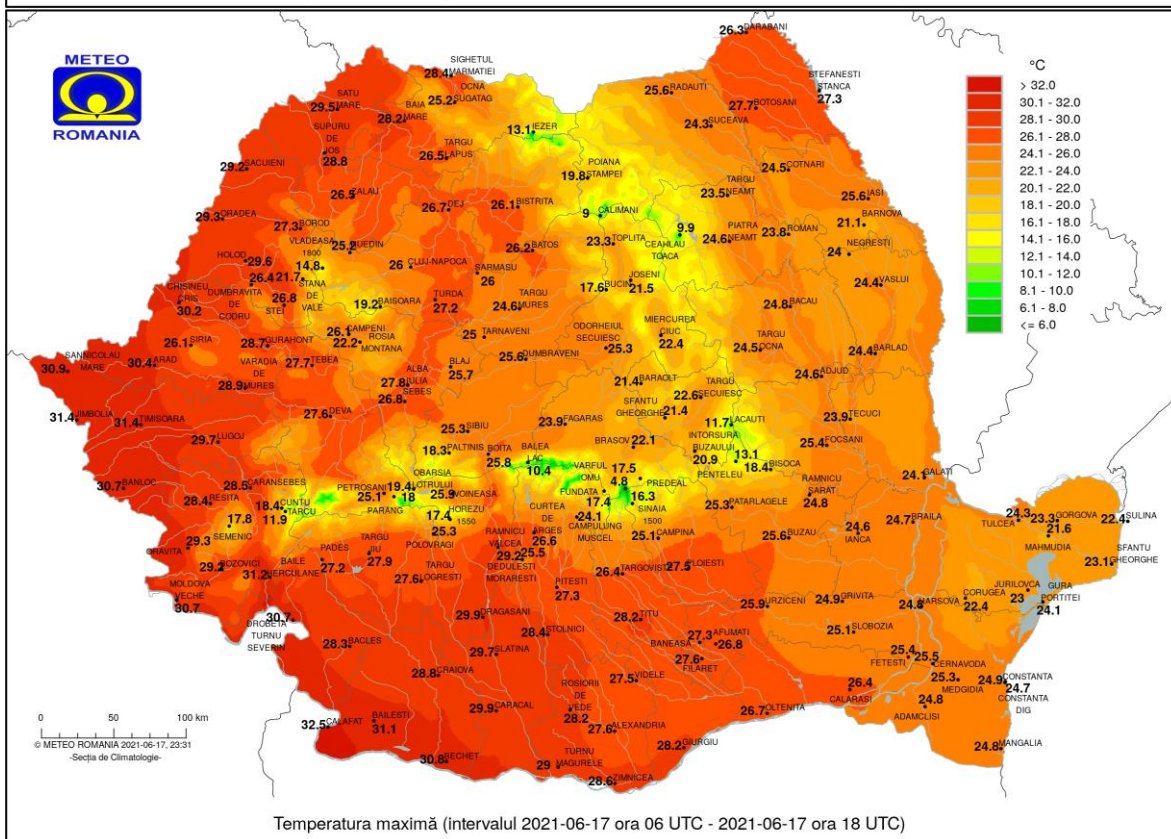 METEO
ROMANIA
°C
> 32.0
30.1 - 32.0
28.1 - 30.0
26.1 - 28.0
24.1 - 26.0
22.1 - 24.0
20.1 - 22.0
18.1 - 20.0
16.1 - 18.0
14.1 - 16.0
12.1 - 14.0
10.1 - 12.0
8.1 - 10.0
6.1 - 8.0
<= 6.0
26.3 DARABANI
SIGHETUL
28.4 MARMATIEI
OCNA
25.2 SUGATAG
STEFANESTI
STANCA
27.3
25.6 RADAUTI
27.7 BOTOSANI
SATU
29.5 MARE
BAIA
28.2 MARE
24.3 SUCEAVA
13.1 IEZER
SUPURU
DE
JOS
28.8
TARGU
26.5 LAPUS
29.2 SACUIENI
POIANA
19.8 STAMPEI
24.5 COTNARI
26.5 ZALAU
26.7 DEJ
26.1 BISTRITA
TARGU
23.5 NEAMT
25.6 IASI
29.3 ORADEA
27.3 BOROD
9 CALIMANI
BARNOVA
21.1
9.9
CEAHLAU
TOACA
PIATRA
24.6 NEAMT
23.8 ROMAN
VLADEASA
1800
14.8
25.2 HUEDIN
26.2 BATOS
23.3 TOPLITA
NEGRESTI
24
HOLOD
29.6
26.4
DUMBRAVITA
DE
CODRU
21.7
STANA
DE
VALE
26 CLUJ-NAPOCA
SARMASU
26
JOSENI
21.5
17.6 BUCIN
24.4 VASLUI
CHISINEU
CRIS
30.2
26.8
STEI
19.2 BAISOARA
TURDA
27.2
TARGU
24.6 MURES
24.8 BACAU
26.1 SIRIA
28.7 GURAHONT
26.1 CAMPENI
22.2
ROSIA
MONTANA
25 TARNAVENI
ODORHEIUL
SECUIESC
25.3
MIERCUREA
CIUC
22.4
TARGU
24.5 OCNA
24.4 BARLAD
SANNICOLAU
30.9 MARE
30.4 ARAD
VARADIA
DE
28.9 MURES
27.7 TEBEA
BLAJ
25.7
25.6 DUMBRAVENI
24.6 ADJUD
ALBA
27.8 IULIA
SEBES
26.8
21.4 BARAOLT
TARGU
22.6 SECUIESC
SFANTU
GHEORGHE
21.4
31.4 JIMBOLIA
31.4 TIMISOARA
27.6 DEVA
23.9 FAGARAS
11.7 LACAUTI
23.9 TECUCI
29.7 LUGOJ
25.3 SIBIU
BRASOV 22.1
INTORSURA
BUZAULUI
20.9
13.1
PENTELEU
25.4 FOCSANI
18.3 PALTINIS
BOITA
25.8
BALEA
LAC
10.4
18.4 BISOCA
24.1 GALATI
30.7 BANLOC
28.5 CARANSEBES
PETROSANI
25.1
OBARSIA
19.4 LOTRULUI
18
PARANG
25.9 VOINEASA
VARFUL
OMU
4.8
17.5
PREDEAL
FUNDATA
17.4
16.3
SINAIA
1500
28.4 RESITA
18.4 CUNTU
TARCU
11.9
17.4 1550
HOREZU
25.3
POLOVRAGI
CURTEA
DE
ARGES
26.6
24.1
CAMPULUNG
MUSCEL
25.3 PATARLAGELE
RAMNICU
SARAT
24.8
17.8
SEMENIC
24.7 BRAILA
24.6
IANCA
24.3
TULCEA
23.3 GORGOVA
21.6
MAHMUDIA
22.4 SULINA
29.3
ORAVITA
TARGU
JIU
27.9
RAMNICU
VALCEA
29.2
25.5
DEDULESTI
MORARESTI
25.1 CAMPINA
25.6 BUZAU
29.2 BOZOVICI
BAILE
31.2 HERCULANE
PADES
27.2
TARGU
27.6 LOGRESTI
26.4 TARGOVISTE
27.5 PLOIESTI
SFANTU
23.1 GHEORGHE
MOLDOVA
VECHE
30.7
PITESTI
27.3
25.9 URZICENI
24.9 GRIVITA
24.8 HARSOVA
CORUGEA
22.4
JURILOVCA
23
GURA
PORTITEI
24.1
30.7
DROBETA
TURNU
SEVERIN
29.9 DRAGASANI
28.4 STOLNICI
28.2 TITU
25.1 SLOBOZIA
28.3 BACLES
29.7 SLATINA
BANEASA
27.3 AFUMATI
26.8
27.6
FILARET
25.4
FETESTI
25.5
CERNAVODA
28.8 CRAIOVA
27.5 VIDELE
26.4
CALARASI
25.3
MEDGIDIA
24.9 CONSTANTA
24.7
CONSTANTA
DIG
ROSIORII
DE
VEDE
28.2
29.9 CARACAL
26.7 OLTENITA
24.8
ADAMCLISI
32.5 CALAFAT
BAILESTI
31.1
27.6 ALEXANDRIA
28.2 GIURGIU
24.8 MANGALIA
30.8 BECHET
TURNU
29 MAGURELE
28.6 ZIMNICEA
0 50 100 km
© METEO ROMANIA 2021-06-17, 23:31
-Secția de Climatologie-
Temperatura maximă (intervalul 2021-06-17 ora 06 UTC - 2021-06-17 ora 18 UTC)